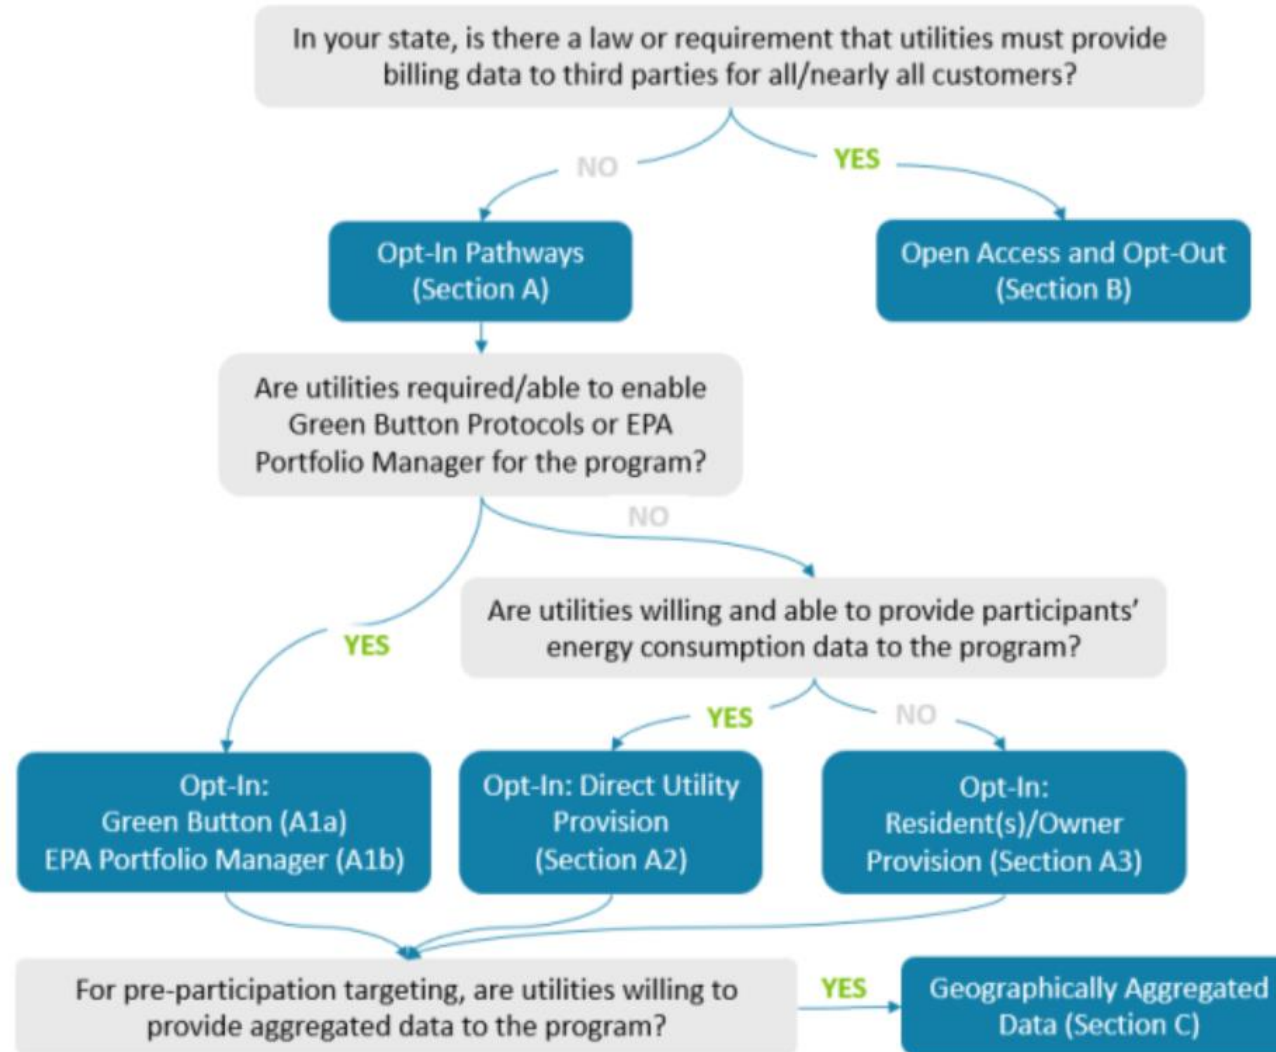 In your state, is there a law or requirement that utilities must provide
billing data to third parties for all/nearly all customers?
NO
YES
Opt-In Pathways
(Section A)
Open Access and Opt-Out
(Section B)
Are utilities required/able to enable
Green Button Protocols or EPA
Portfolio Manager for the program?
NO
YES
Are utilities willing and able to provide participants'
energy consumption data to the program?
YES
NO
Opt-In:
Green Button (A1a)
EPA Portfolio Manager (A1b)
Opt-In: Direct Utility
Provision
(Section A2)
Opt-In:
Resident(s)/Owner
Provision (Section A3)
For pre-participation targeting, are utilities willing to
provide aggregated data to the program?
YES
Geographically Aggregated
Data (Section C)